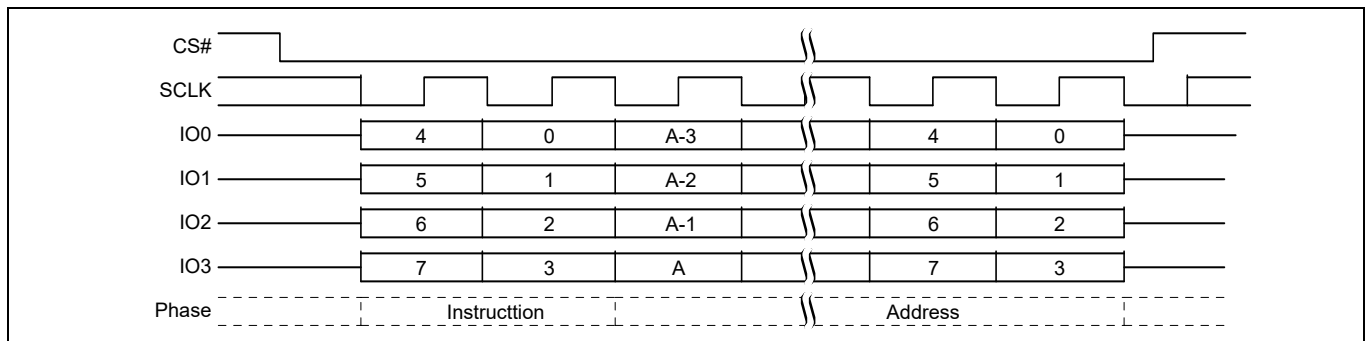 CS#
SCLK
IO0 4 0 A-3 4 0
IO1 5 1 A-2 5 1
IO2 6 2 A-1 6 2
IO3 7 3 A 7 3
Phase Instructtion Address